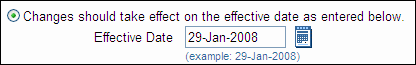 Changes should take effect on the effective date as entered below.
Effective Date 29-Jan-2008
(example: 29-Jan-2008)